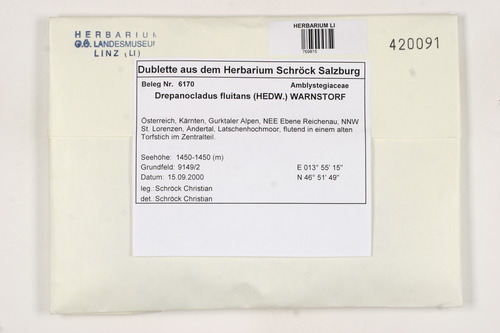 HERBARIUM
O.Ö. LANDESMUSEUM
LINZ (LI)
HERBARIUM LI
769815
420091
Dublette aus dem Herbarium Schröck Salzburg
Beleg Nr. 6170 Amblystegiaceae
Drepanocladus fluitans (HEDW.) WARNSTORF
Österreich, Kärnten, Gurktaler Alpen, NEE Ebene Reichenau, NNW
St. Lorenzen, Andertal, Latschenhochmoor, flutend in einem alten
Torfstich im Zentralteil.
Seehöhe: 1450-1450 (m)
Grundfeld: 9149/2 E 013° 55' 15"
Datum: 15.09.2000 N 46° 51' 49"
leg.:Schröck Christian
det.:Schröck Christian